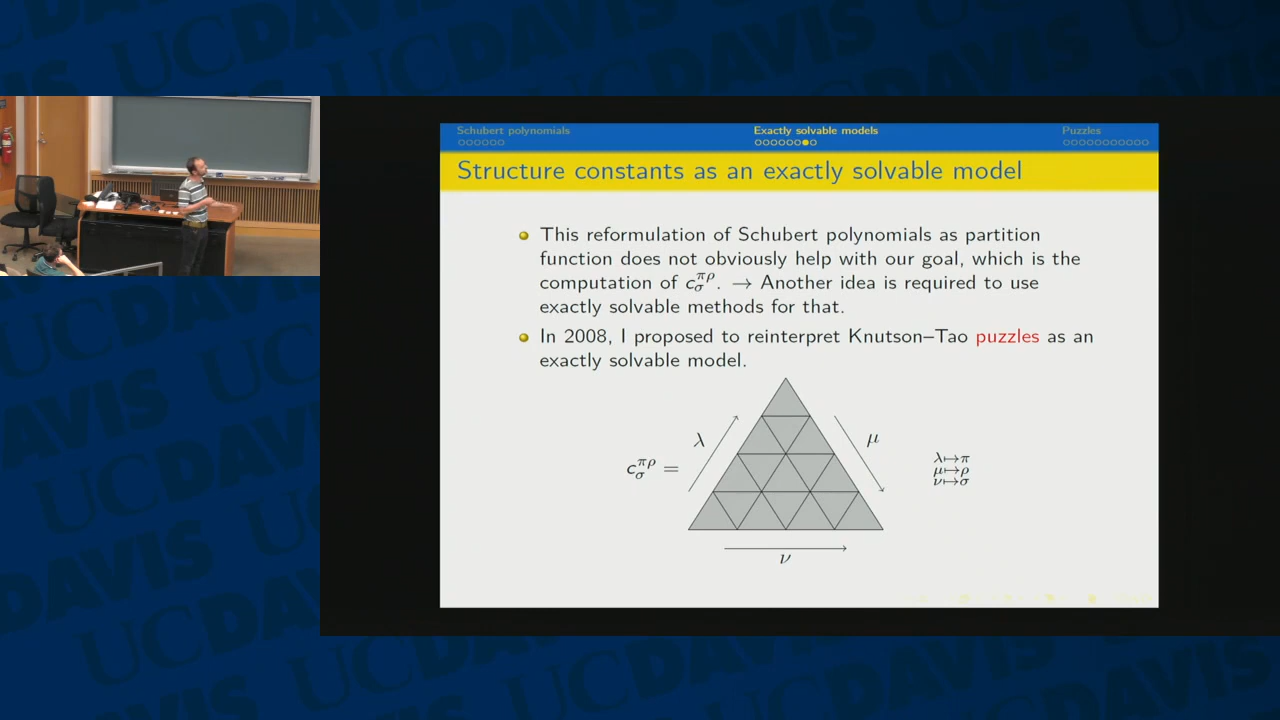 Schubert polynomials Exactly solvable models Puzzles
Structure constants as an exactly solvable model
This reformulation of Schubert polynomials as partition
function does not obviously help with our goal, which is the
computation of c_σ^{πρ}. → Another idea is required to use
exactly solvable methods for that.
In 2008, I proposed to reinterpret Knutson–Tao puzzles as an
exactly solvable model.
λ
μ
c_σ^{πρ} =
λ↦π
μ↦ρ
ν↦σ
ν
UCDAVIS